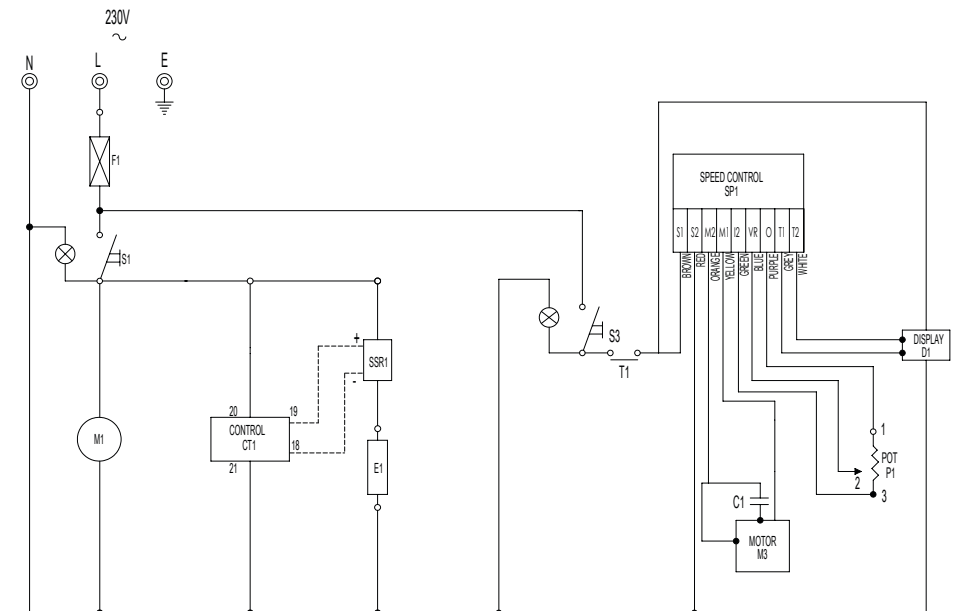 230V
~
N L E
F1
S1
M1
20 19
CONTROL
CT1
18
21
+
SSR1
-
E1
S3
T1
SPEED CONTROL
SP1
S1 S2 M2 M1 I2 VR O T1 T2
BROWN
RED
ORANGE
YELLOW
GREEN
BLUE
PURPLE
GREY
WHITE
DISPLAY
D1
1
POT
P1
2
3
C1
MOTOR
M3